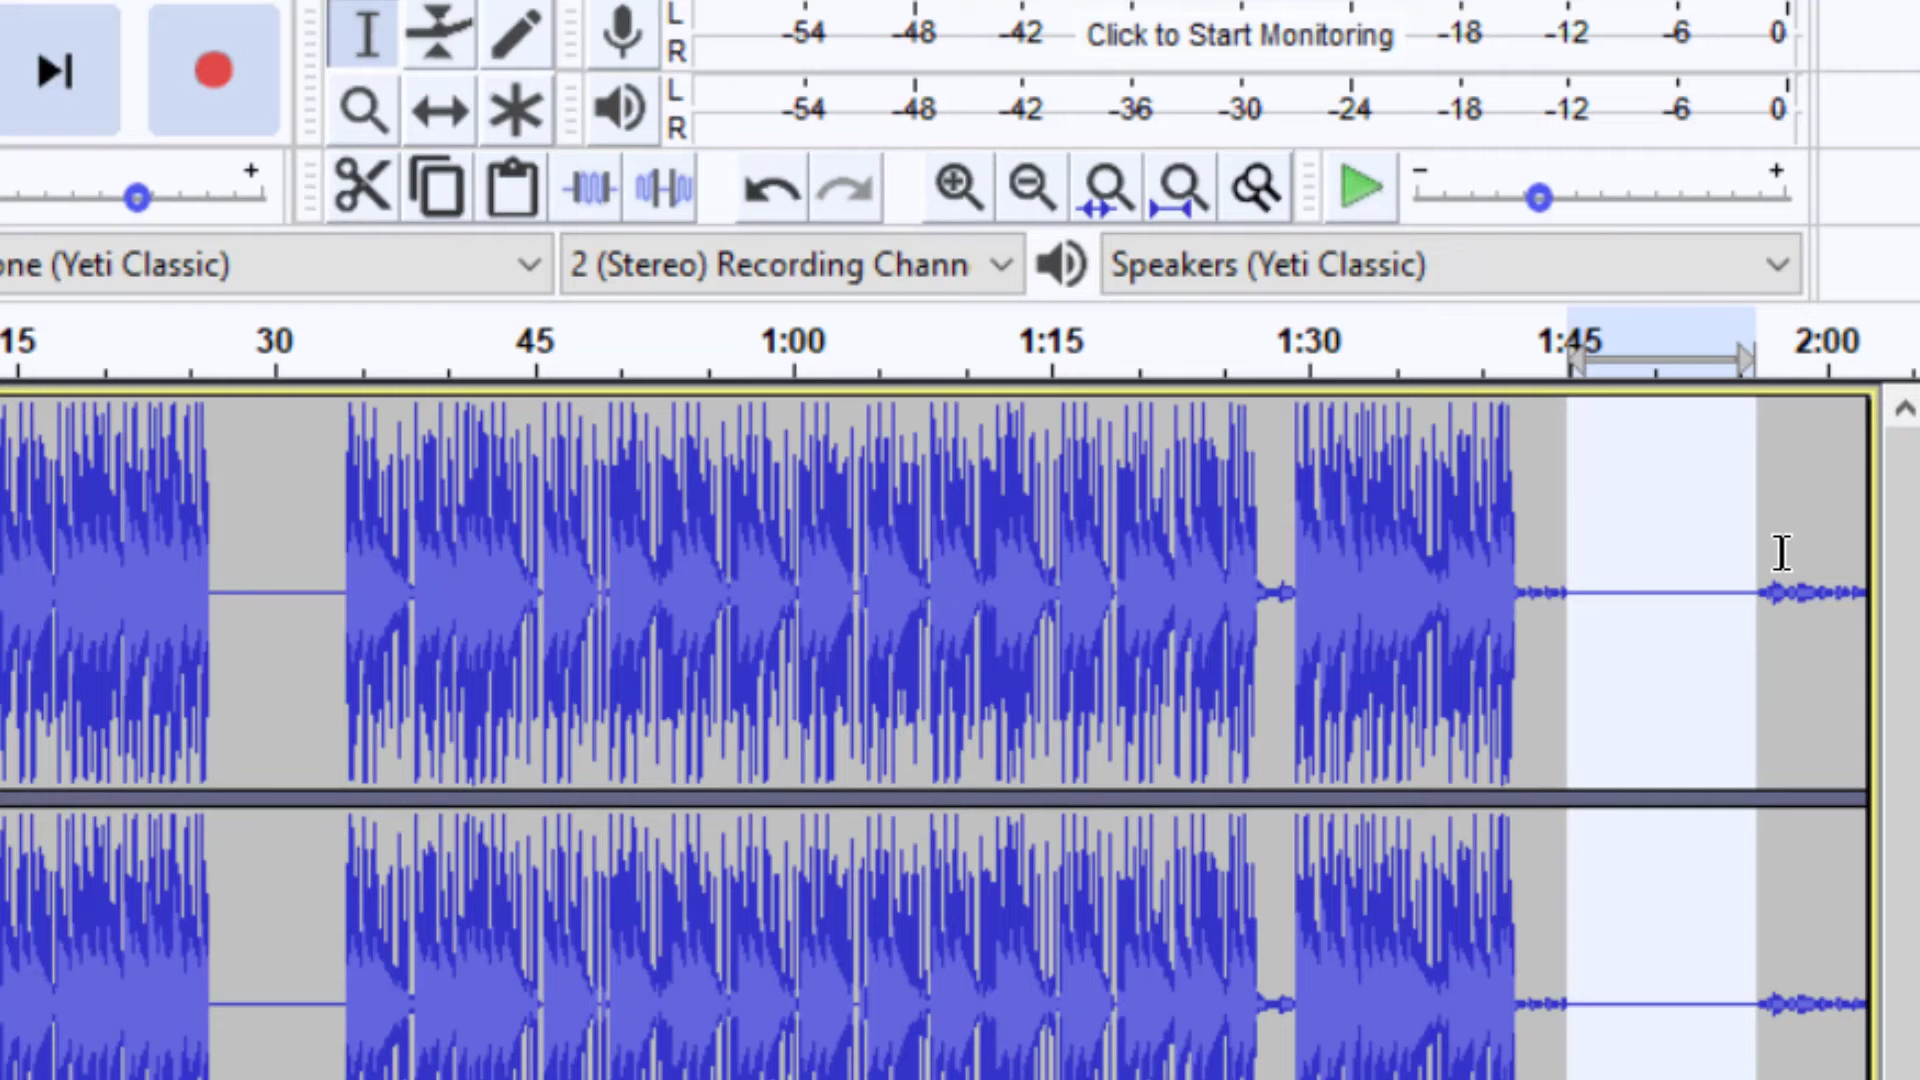 L -54 -48 -42 Click to Start Monitoring -18 -12 -6 0
R
L -54 -48 -42 -36 -30 -24 -18 -12 -6 0
R
+ - +
one (Yeti Classic) 2 (Stereo) Recording Chann Speakers (Yeti Classic)
15 30 45 1:00 1:15 1:30 1:45 2:00